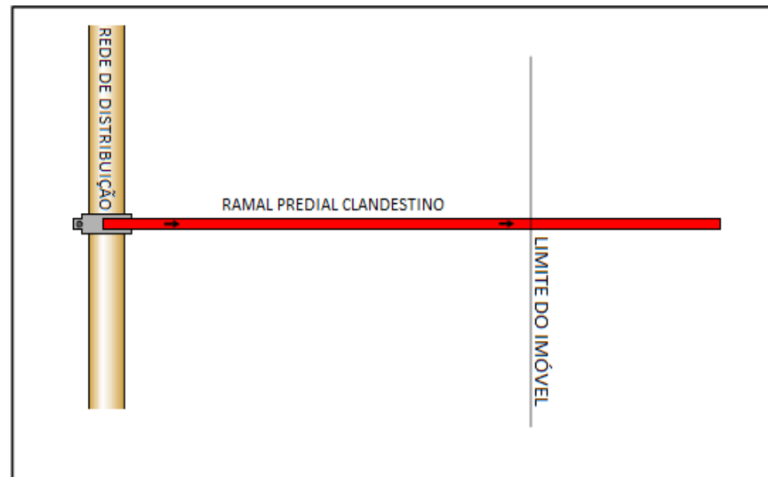 REDE DE DISTRIBUIÇÃO
RAMAL PREDIAL CLANDESTINO
LIMITE DO IMÓVEL